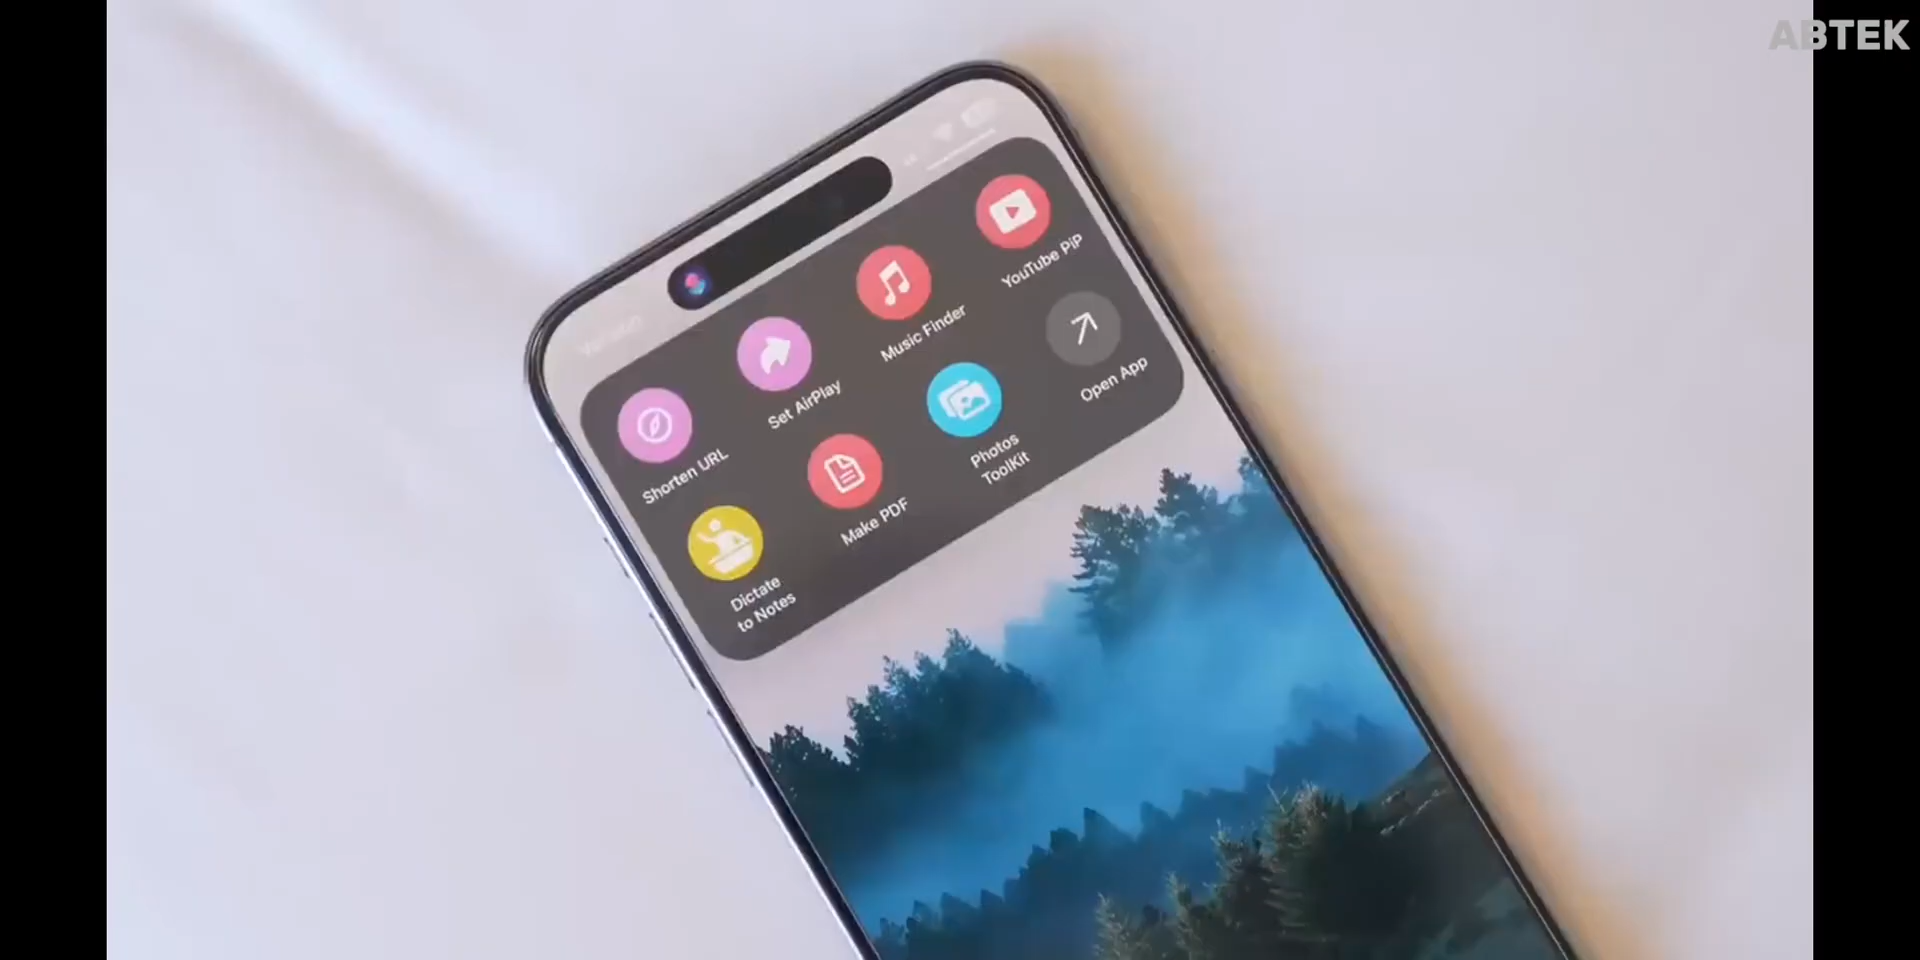 ABTEK
Shorten URL
Set AirPlay
Music Finder
YouTube PiP
Dictate
to Notes
Make PDF
Photos
ToolKit
Open App